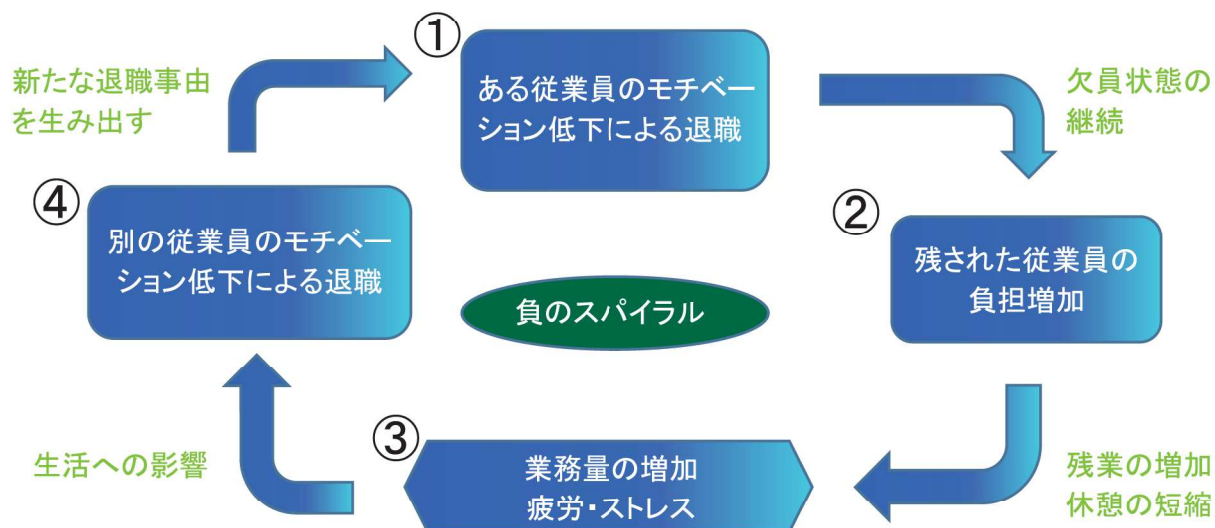 ①
ある従業員のモチベー
ション低下による退職
欠員状態の
継続
②
残された従業員の
負担増加
残業の増加
休憩の短縮
③
業務量の増加
疲労・ストレス
生活への影響
④
別の従業員のモチベー
ション低下による退職
新たな退職事由
を生み出す
負のスパイラル